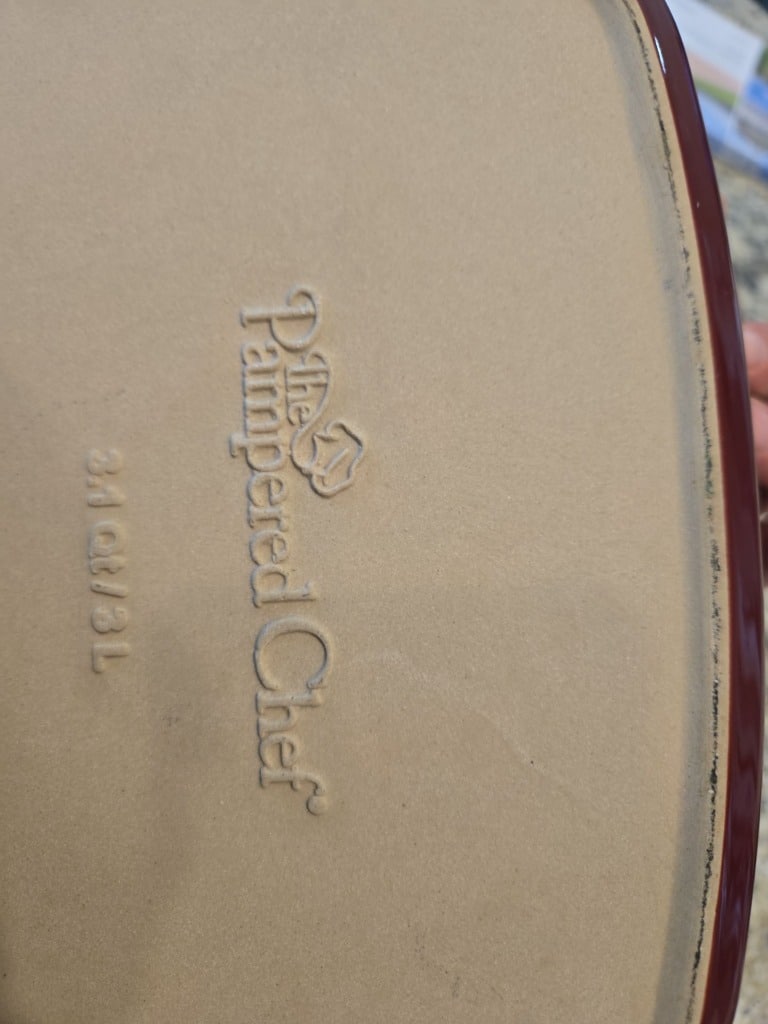 The
Pampered Chef
3.1 qt / 3 L